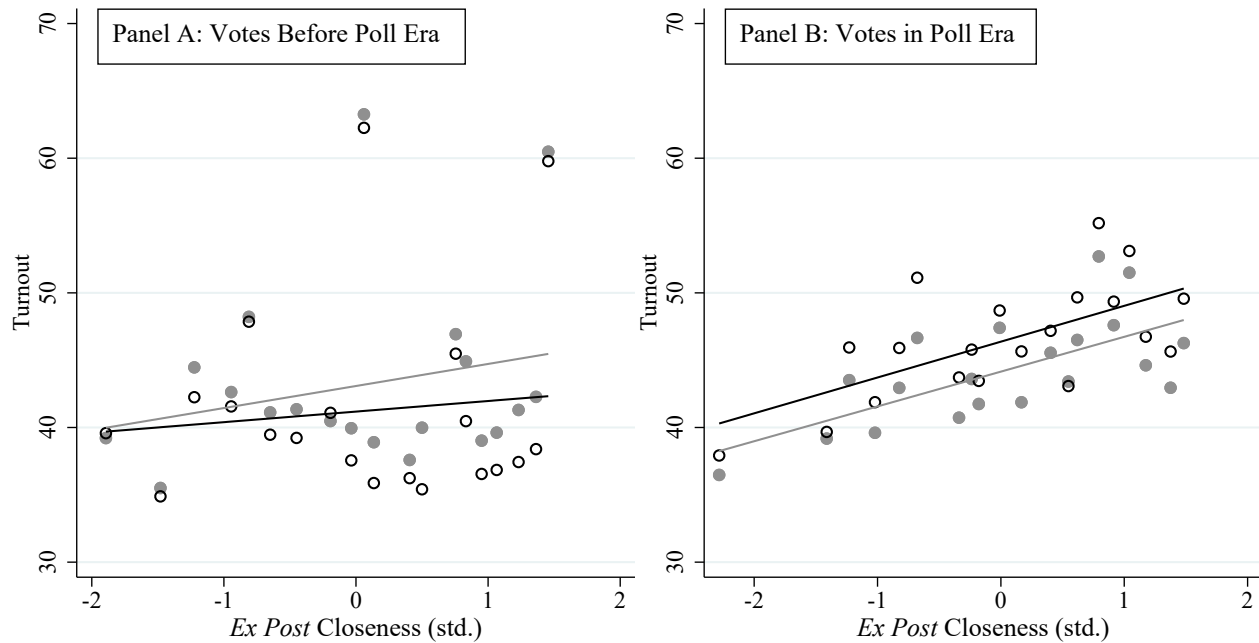 Panel A: Votes Before Poll Era
70
60
50
40
30
Turnout
-2 -1 0 1 2
Ex Post Closeness (std.)
Panel B: Votes in Poll Era
70
60
50
40
30
Turnout
-2 -1 0 1 2
Ex Post Closeness (std.)